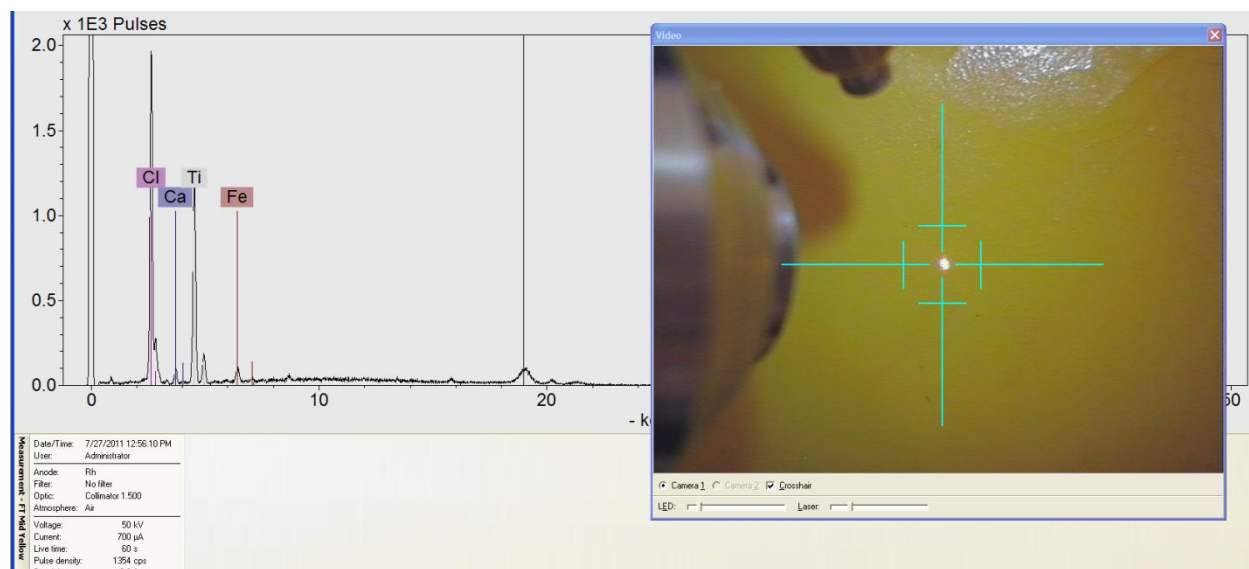 x 1E3 Pulses
2.0
1.5
1.0
0.5
0.0
Cl
Ti
Ca
Fe
0
10
20
50
- k
Video
Camera 1
Camera 2
Crosshair
LED:
Laser:
Measurement - FT Mid Yellow
Date/Time: 7/27/2011 12:56:10 PM
User: Administrator
Anode: Rh
Filter: No filter
Optic: Collimator 1.500
Atmosphere: Air
Voltage: 50 kV
Current: 700 µA
Live time: 60 s
Pulse density: 1354 cps